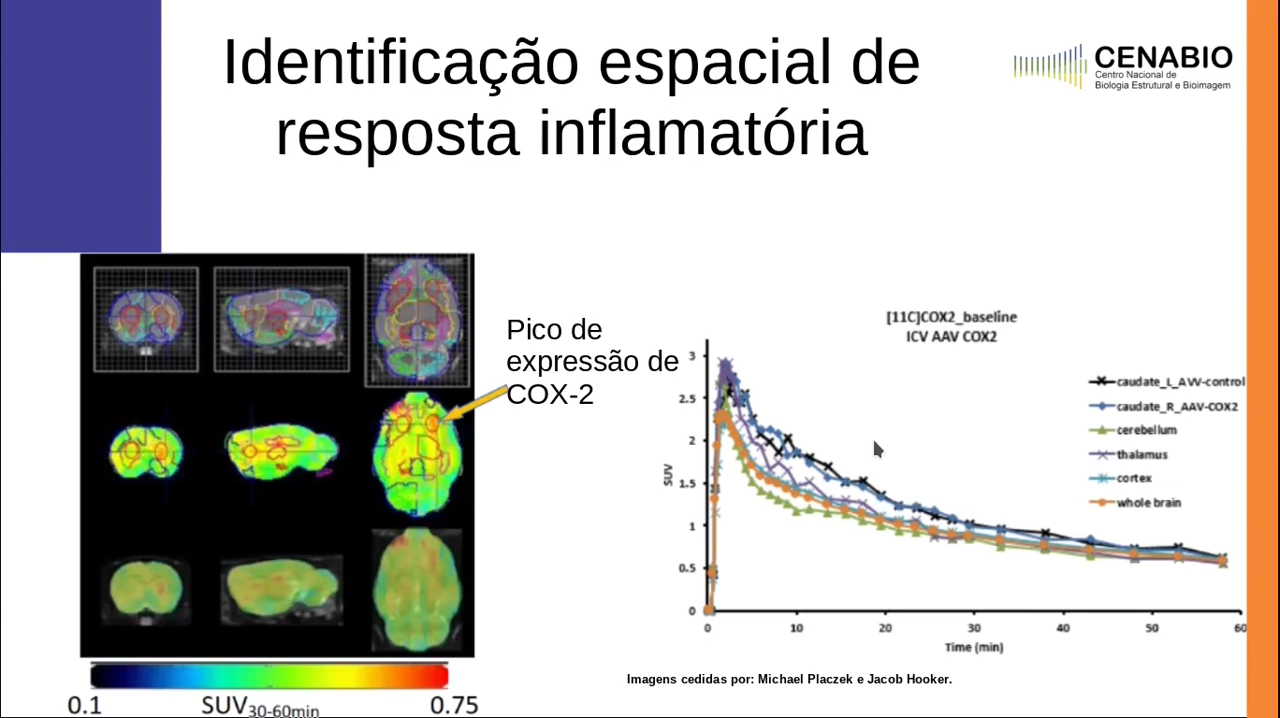 Identificação espacial de
resposta inflamatória
CENABIO
Centro Nacional de
Biologia Estrutural e Bioimagem
Pico de
expressão de
COX-2
0.1
SUV30-60min
0.75
[11C]COX2_baseline
ICV AAV COX2
caudate_L_AVV-control
caudate_R_AAV-COX2
cerebellum
thalamus
cortex
whole brain
SUV
3
2.5
2
1.5
1
0.5
0
0 10 20 30 40 50 60
Time (min)
Imagens cedidas por: Michael Placzek e Jacob Hooker.